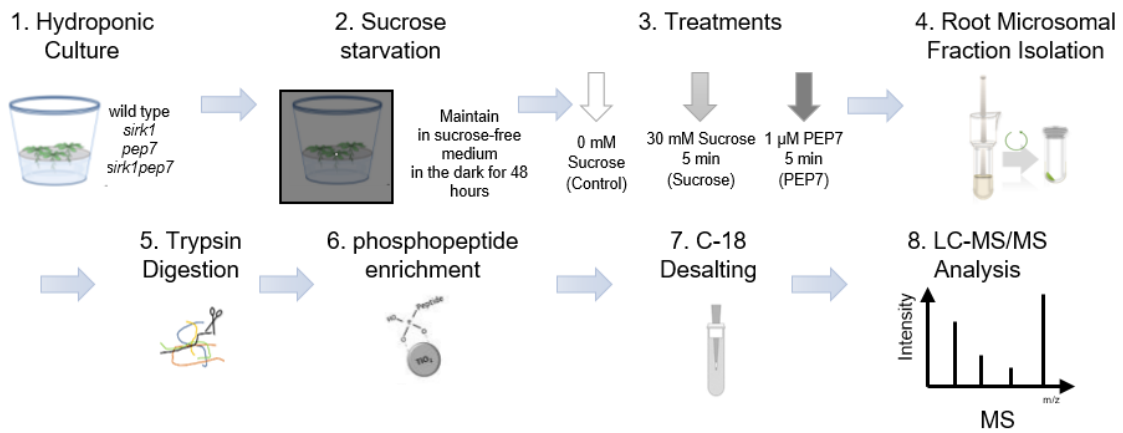 1. Hydroponic
Culture
wild type
sirk1
pep7
sirk1pep7
2. Sucrose
starvation
Maintain
in sucrose-free
medium
in the dark for 48
hours
3. Treatments
0 mM
Sucrose
(Control)
30 mM Sucrose
5 min
(Sucrose)
1 µM PEP7
5 min
(PEP7)
4. Root Microsomal
Fraction Isolation
5. Trypsin
Digestion
6. phosphopeptide
enrichment
Peptide
HO
P
O
O
TiO₂
7. C-18
Desalting
8. LC-MS/MS
Analysis
Intensity
m/z
MS